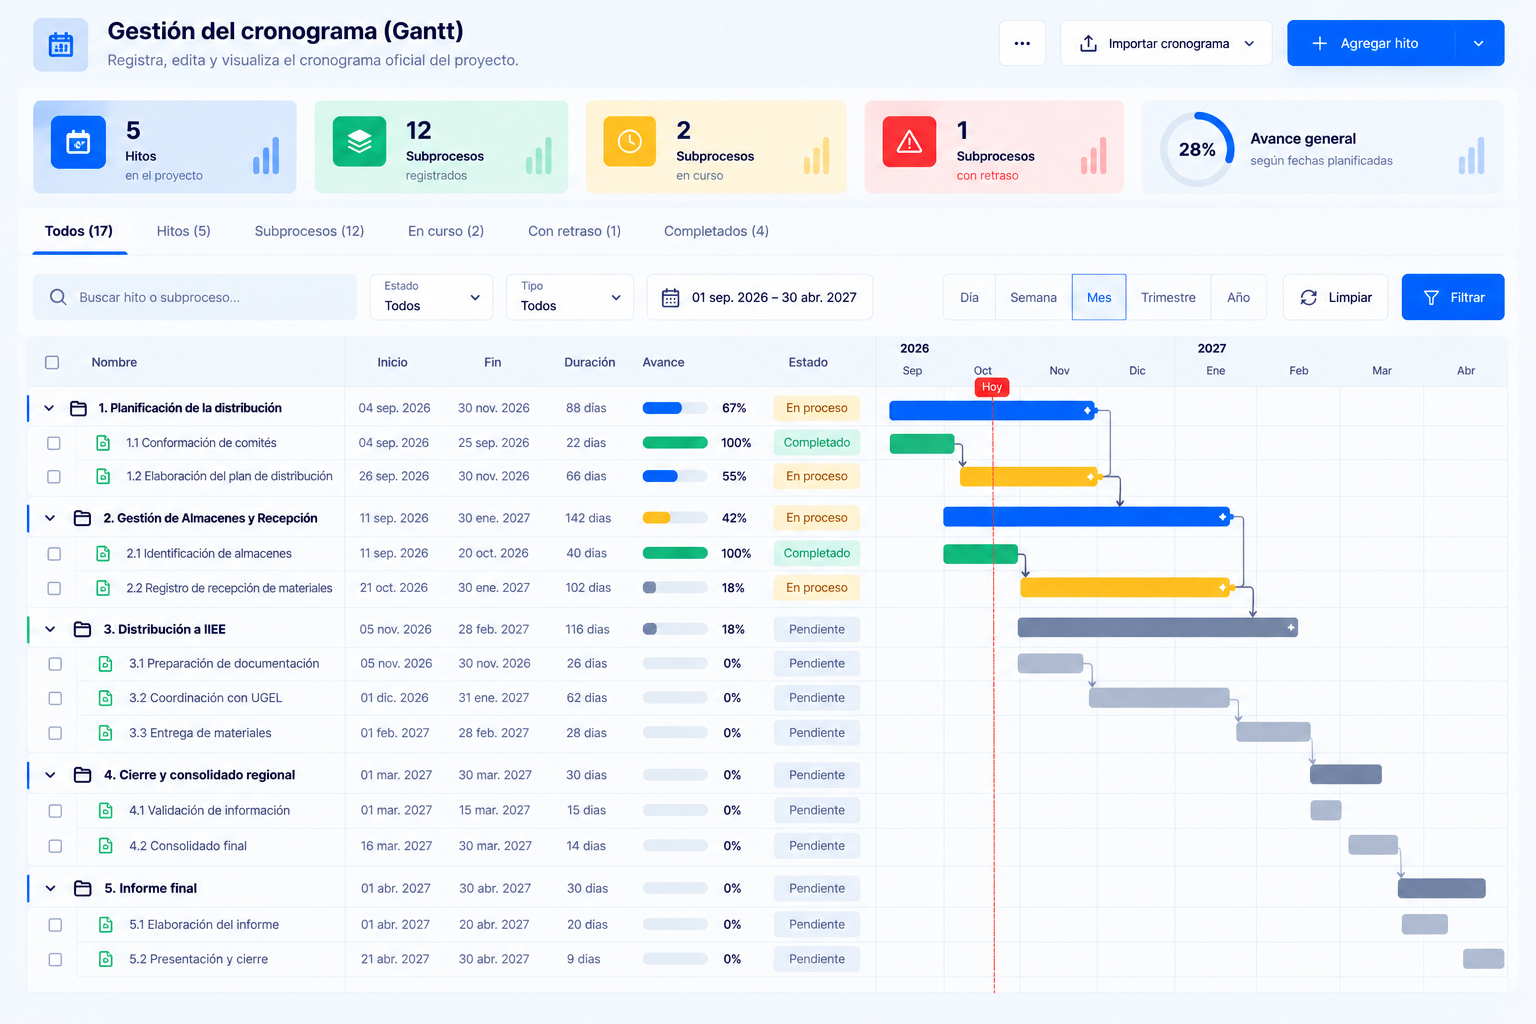 Gestión del cronograma (Gantt)
Registra, edita y visualiza el cronograma oficial del proyecto.
Importar cronograma
Agregar hito
5
Hitos
en el proyecto
12
Subprocesos
registrados
2
Subprocesos
en curso
1
Subprocesos
con retraso
28%
Avance general
según fechas planificadas
Todos (17) Hitos (5) Subprocesos (12) En curso (2) Con retraso (1) Completados (4)
Buscar hito o subproceso...
Estado
Todos
Tipo
Todos
01 sep. 2026 – 30 abr. 2027
Día Semana Mes Trimestre Año
Limpiar
Filtrar
Nombre Inicio Fin Duración Avance Estado
2026 2027
Sep Oct Nov Dic Ene Feb Mar Abr
Hoy
1. Planificación de la distribución 04 sep. 2026 30 nov. 2026 88 días 67% En proceso
1.1 Conformación de comités 04 sep. 2026 25 sep. 2026 22 dias 100% Completado
1.2 Elaboración del plan de distribución 26 sep. 2026 30 nov. 2026 66 dias 55% En proceso
2. Gestión de Almacenes y Recepción 11 sep. 2026 30 ene. 2027 142 dias 42% En proceso
2.1 Identificación de almacenes 11 sep. 2026 20 oct. 2026 40 dias 100% Completado
2.2 Registro de recepción de materiales 21 oct. 2026 30 ene. 2027 102 dias 18% En proceso
3. Distribución a IIEE 05 nov. 2026 28 feb. 2027 116 dias 18% Pendiente
3.1 Preparación de documentación 05 nov. 2026 30 nov. 2026 26 dias 0% Pendiente
3.2 Coordinación con UGEL 01 dic. 2026 31 ene. 2027 62 dias 0% Pendiente
3.3 Entrega de materiales 01 feb. 2027 28 feb. 2027 28 dias 0% Pendiente
4. Cierre y consolidado regional 01 mar. 2027 30 mar. 2027 30 dias 0% Pendiente
4.1 Validación de información 01 mar. 2027 15 mar. 2027 15 dias 0% Pendiente
4.2 Consolidado final 16 mar. 2027 30 mar. 2027 14 dias 0% Pendiente
5. Informe final 01 abr. 2027 30 abr. 2027 30 dias 0% Pendiente
5.1 Elaboración del informe 01 abr. 2027 20 abr. 2027 20 dias 0% Pendiente
5.2 Presentación y cierre 21 abr. 2027 30 abr. 2027 9 dias 0% Pendiente